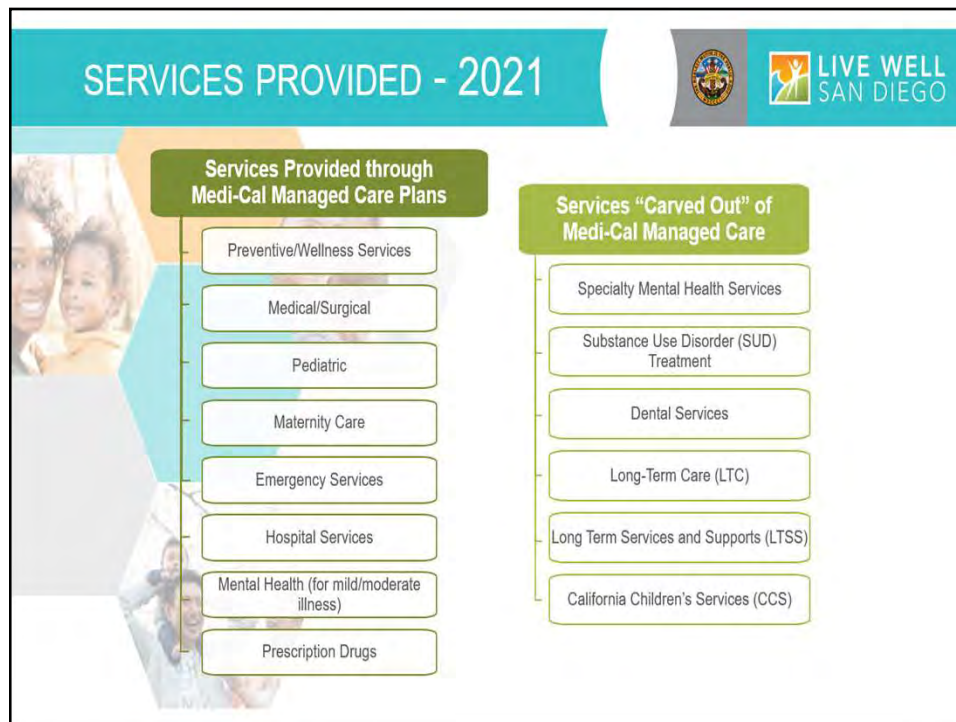 SERVICES PROVIDED - 2021
LIVE WELL
SAN DIEGO
Services Provided through
Medi-Cal Managed Care Plans
Preventive/Wellness Services
Medical/Surgical
Pediatric
Maternity Care
Emergency Services
Hospital Services
Mental Health (for mild/moderate
illness)
Prescription Drugs
Services “Carved Out” of
Medi-Cal Managed Care
Specialty Mental Health Services
Substance Use Disorder (SUD)
Treatment
Dental Services
Long-Term Care (LTC)
Long Term Services and Supports (LTSS)
California Children’s Services (CCS)